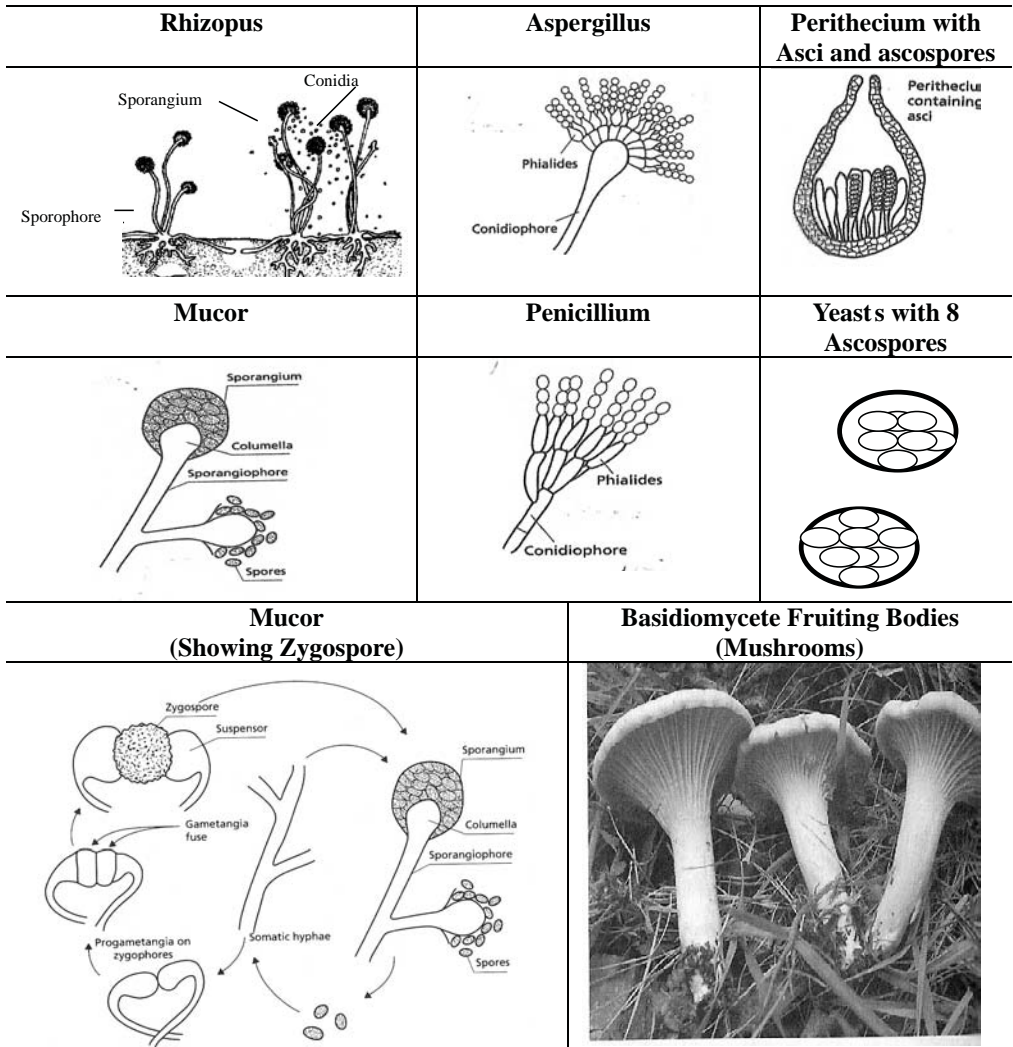 Rhizopus
Aspergillus
Perithecium with
Asci and ascospores
Sporangium
Conidia
Sporophore
Phialides
Conidiophore
Peritheciu
containing
asci
Mucor
Penicillium
Yeasts with 8
Ascospores
Sporangium
Columella
Sporangiophore
Spores
Phialides
Conidiophore
Mucor
(Showing Zygospore)
Basidiomycete Fruiting Bodies
(Mushrooms)
Zygospore
Suspensor
Gametangia
fuse
Progametangia on
zygophores
Somatic hyphae
Sporangium
Columella
Sporangiophore
Spores